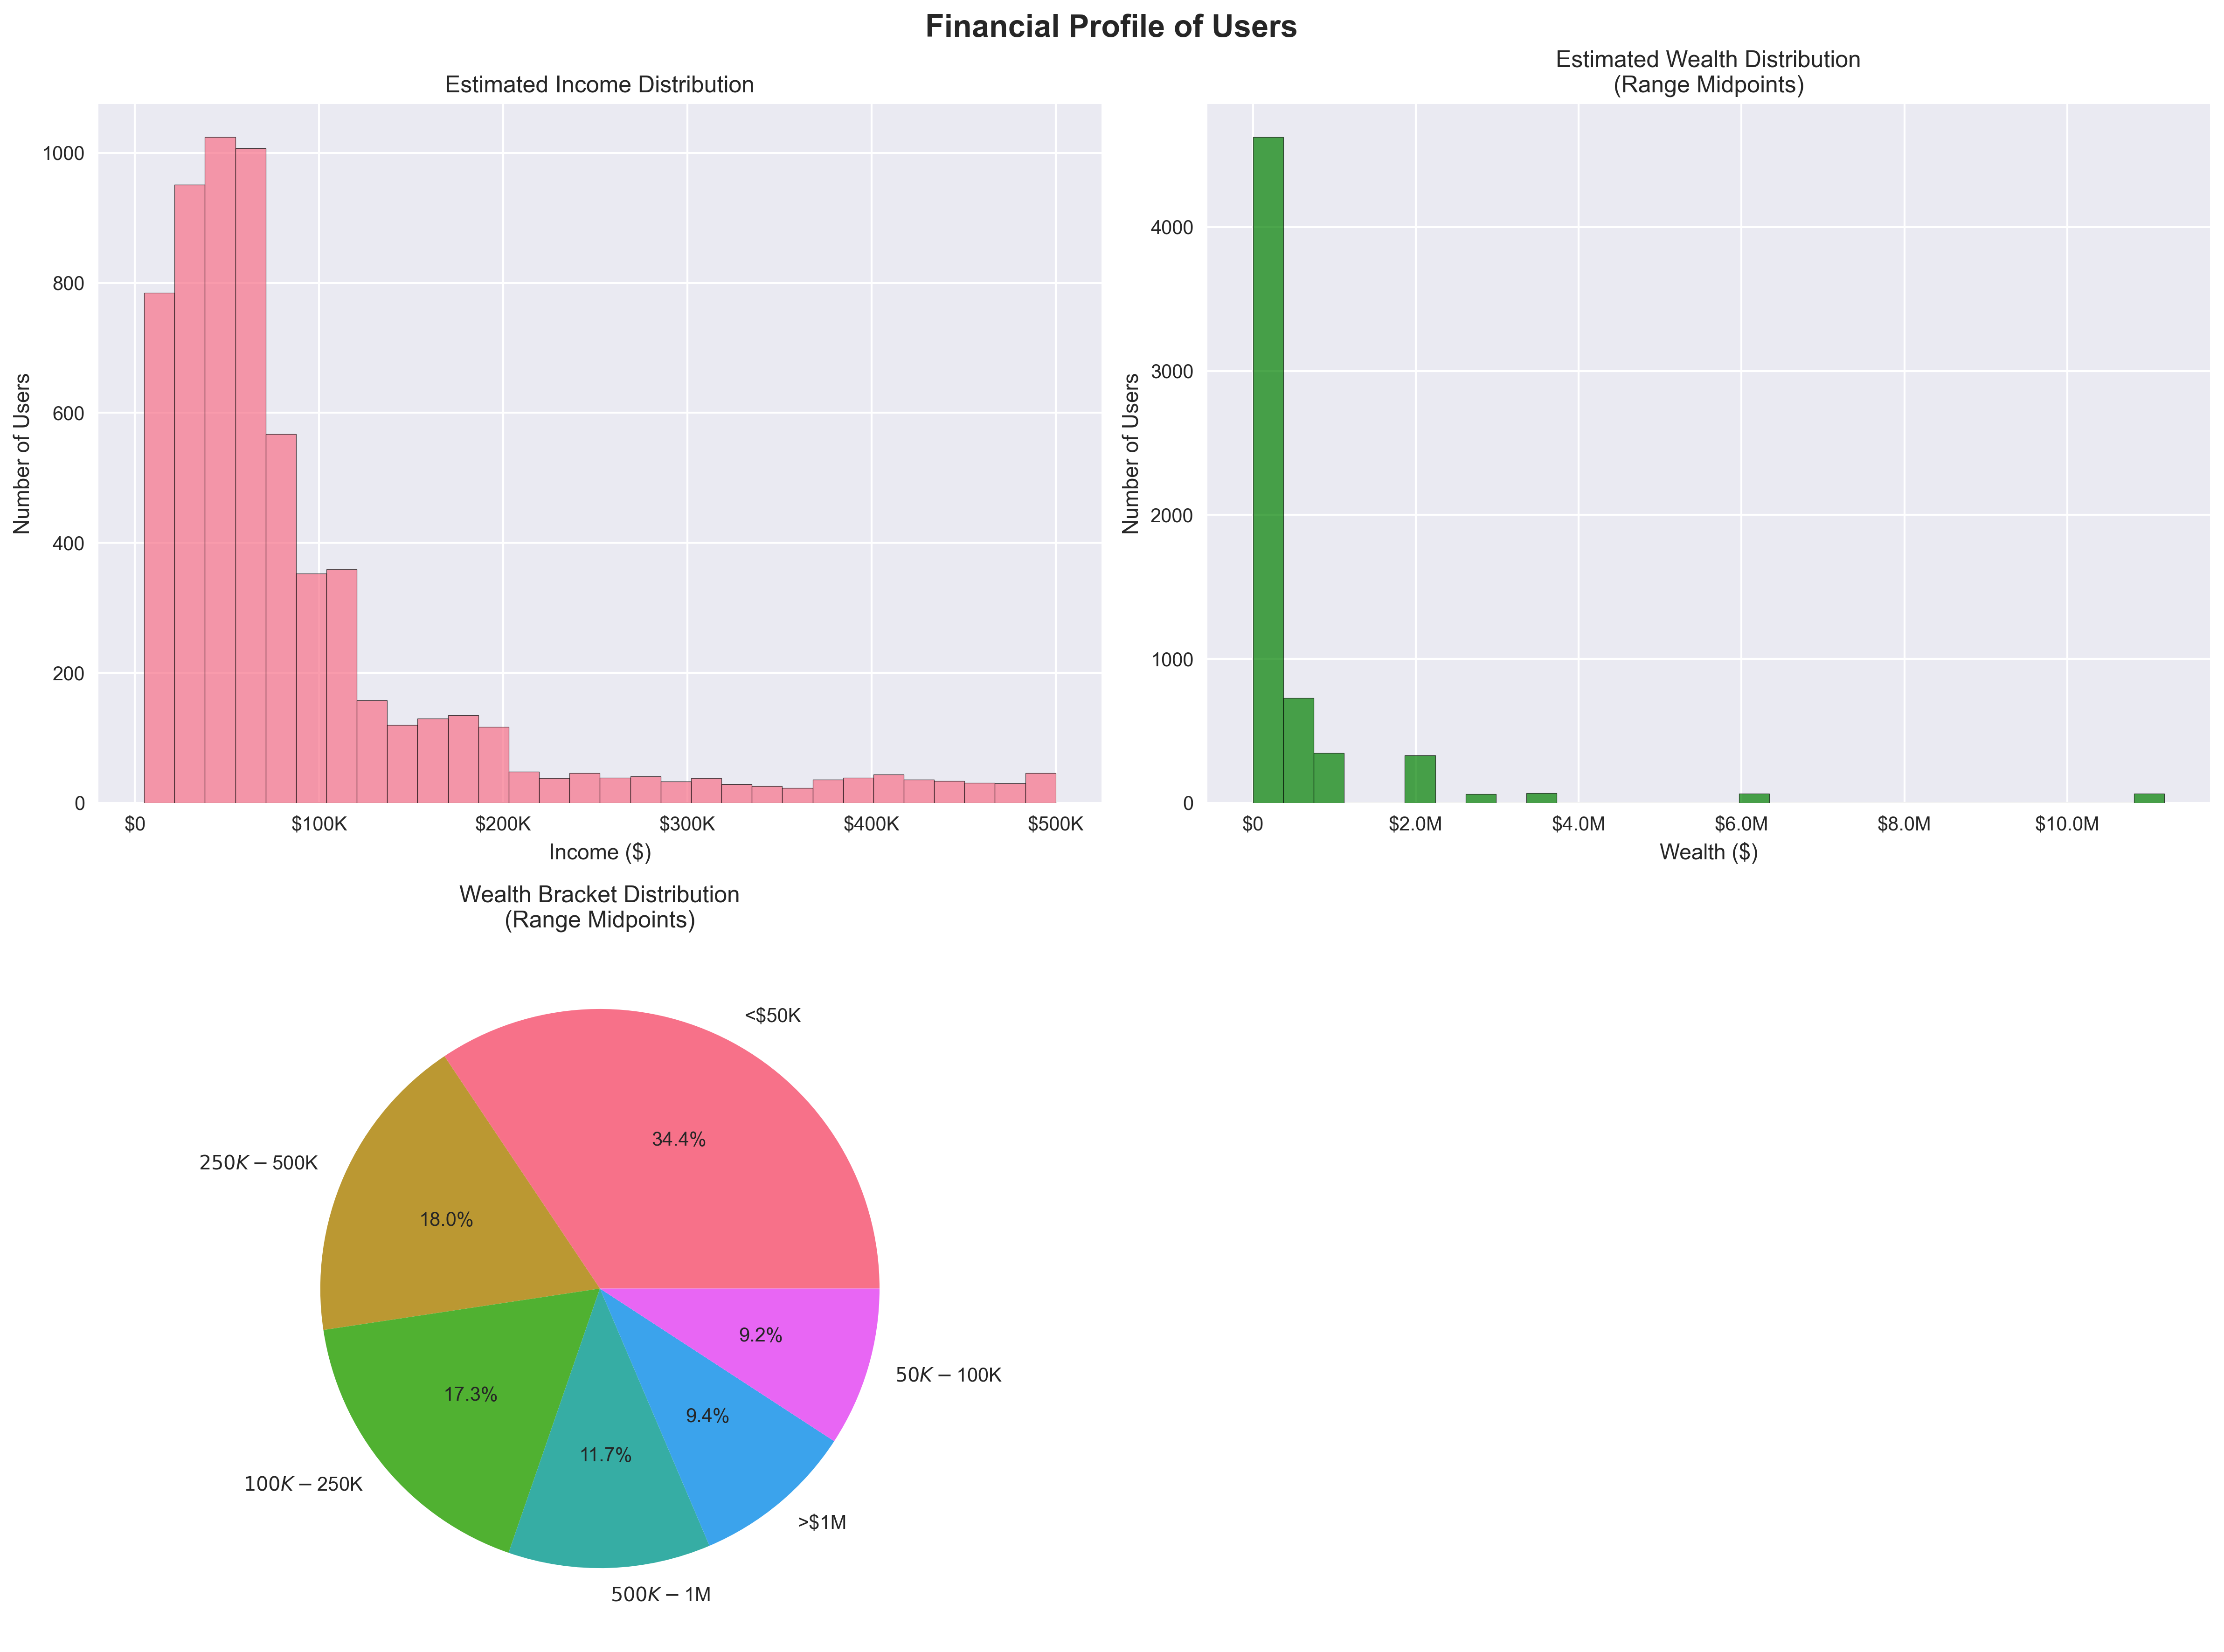 Financial Profile of Users
Estimated Income Distribution
Number of Users
1000
800
600
400
200
0
$0 $100K $200K $300K $400K $500K
Income ($)
Estimated Wealth Distribution
(Range Midpoints)
Number of Users
4000
3000
2000
1000
0
$0 $2.0M $4.0M $6.0M $8.0M $10.0M
Wealth ($)
Wealth Bracket Distribution
(Range Midpoints)
<$50K
34.4%
250K−500K
18.0%
9.2%
50K−100K
17.3%
9.4%
11.7%
100K−250K
>$1M
500K−1M